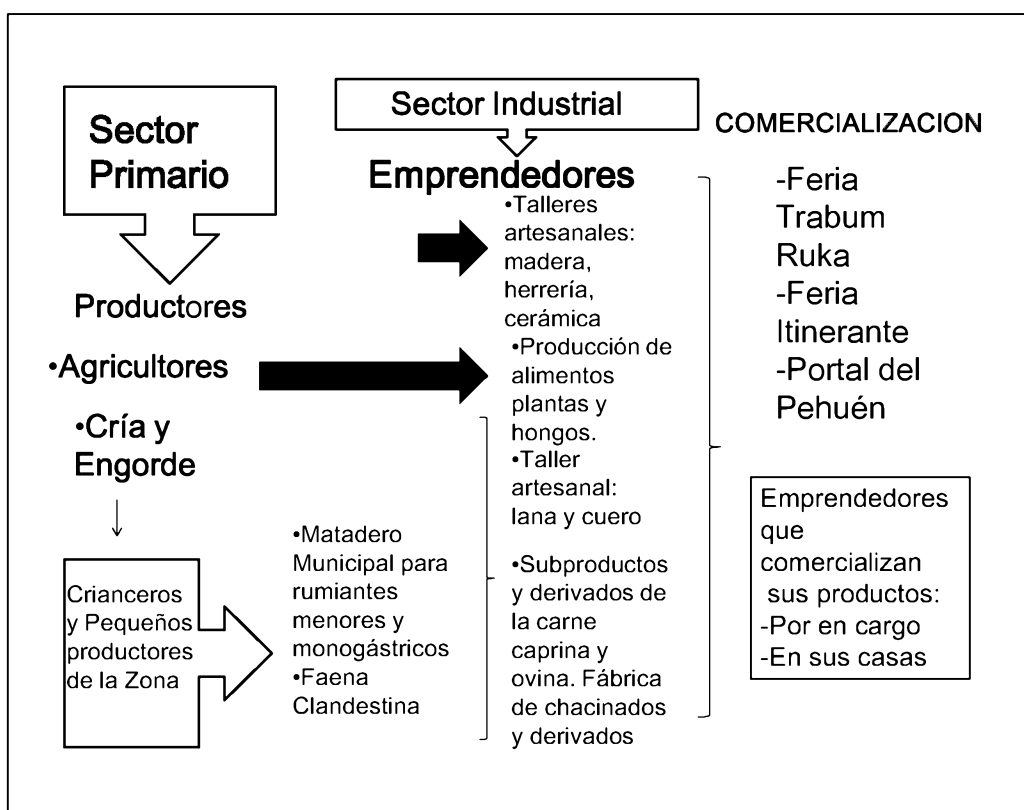 Sector
Primario
Productores
•Agricultores
•Cría y
Engorde
Crianceros
y Pequeños
productores
de la Zona
•Matadero
Municipal para
rumiantes
menores y
monogástricos
•Faena
Clandestina
Sector Industrial
Emprendedores
•Talleres
artesanales:
madera,
herrería,
cerámica
•Producción de
alimentos
plantas y
hongos.
•Taller
artesanal:
lana y cuero
•Subproductos
y derivados de
la carne
caprina y
ovina. Fábrica
de chacinados
y derivados
COMERCIALIZACION
-Feria
Trabum
Ruka
-Feria
Itinerante
-Portal del
Pehuén
Emprendedores
que
comercializan
sus productos:
-Por en cargo
-En sus casas